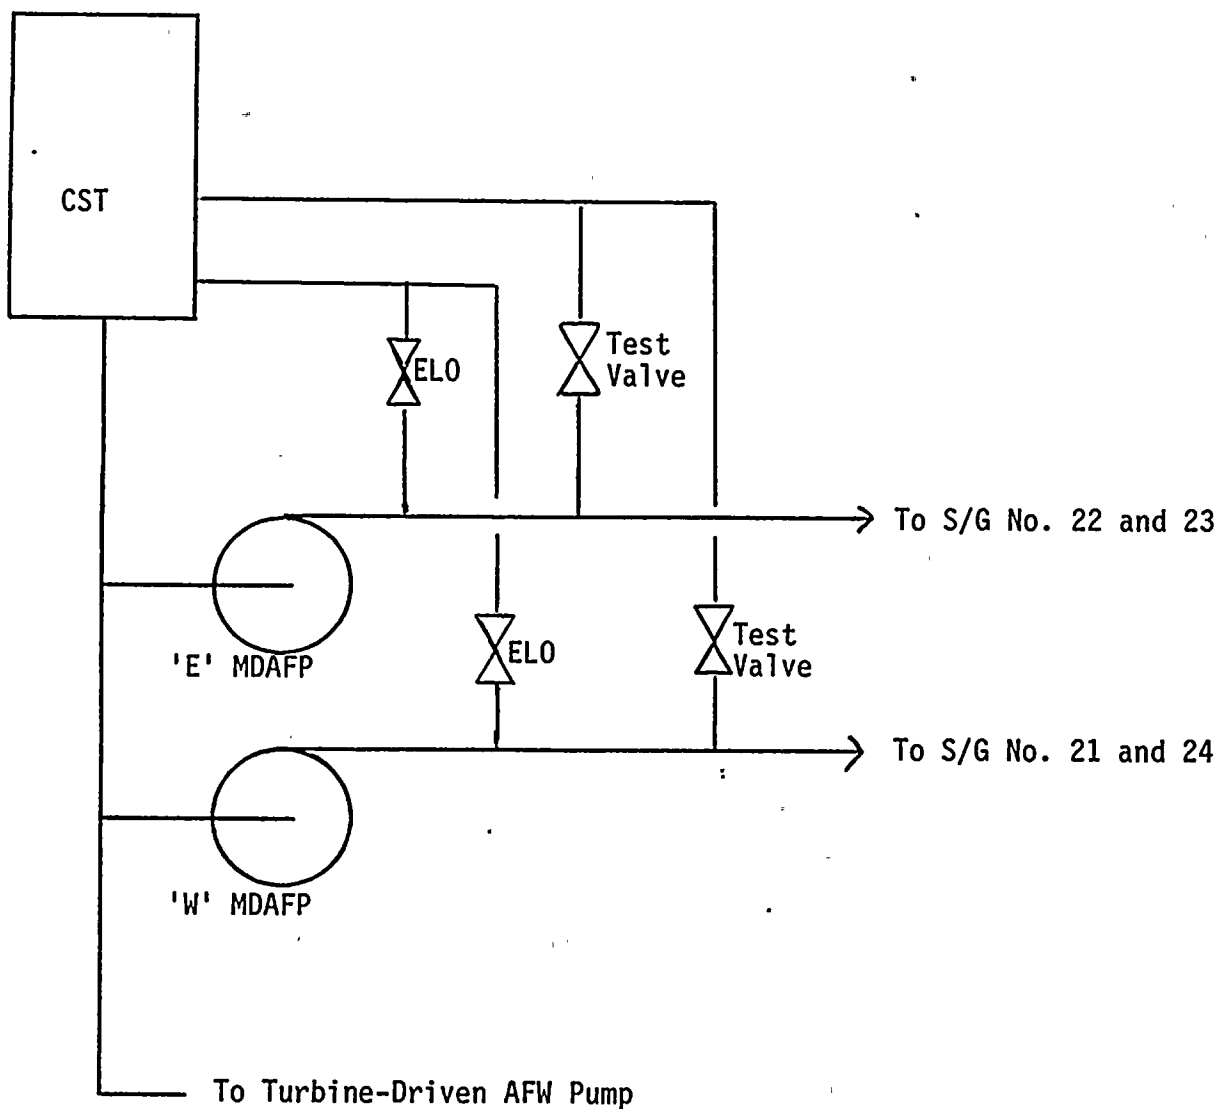 CST
ELO
Test
Valve
To S/G No. 22 and 23
'E' MDAFP
ELO
Test
Valve
To S/G No. 21 and 24
'W' MDAFP
To Turbine-Driven AFW Pump